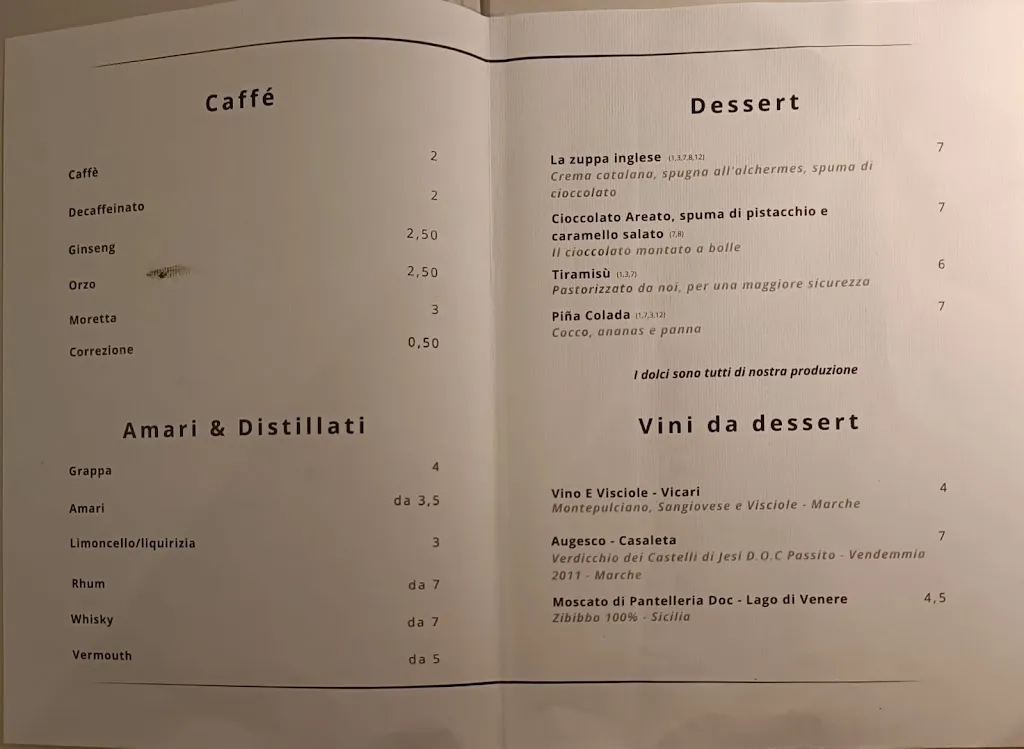 Caffé
Caffè 2
Decaffeinato 2
Ginseng 2,50
Orzo 2,50
Moretta 3
Correzione 0,50
Amari & Distillati
Grappa 4
Amari da 3,5
Limoncello/liquirizia 3
Rhum da 7
Whisky da 7
Vermouth da 5
Dessert
La zuppa inglese (1,3,7,8,12) 7
Crema catalana, spugna all'alchermes, spuma di
cioccolato
Cioccolato Areato, spuma di pistacchio e 7
caramello salato (7,8)
Il cioccolato montato a bolle
Tiramisù (1,3,7) 6
Pastorizzato da noi, per una maggiore sicurezza
Piña Colada (1,7,3,12) 7
Cocco, ananas e panna
I dolci sono tutti di nostra produzione
Vini da dessert
Vino E Visciole - Vicari 4
Montepulciano, Sangiovese e Visciole - Marche
Augesco - Casaleta 7
Verdicchio dei Castelli di Jesi D.O.C Passito - Vendemmia
2011 - Marche
Moscato di Pantelleria Doc - Lago di Venere 4,5
Zibibbo 100% - Sicilia